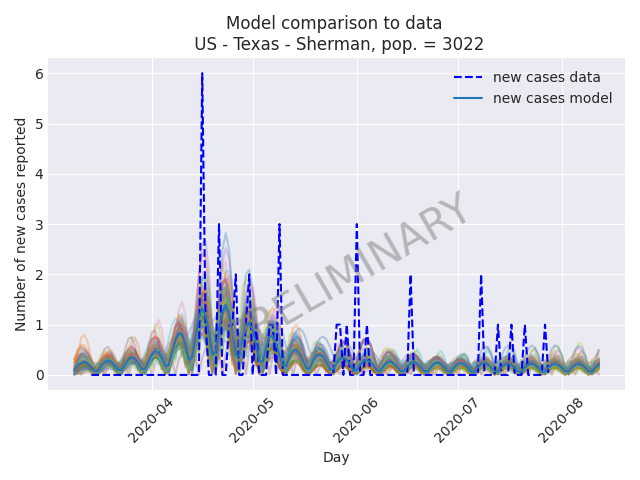 Model comparison to data
US - Texas - Sherman, pop. = 3022
new cases data
new cases model
PRELIMINARY
Number of new cases reported
6
5
4
3
2
1
0
2020-04
2020-05
2020-06
2020-07
2020-08
Day